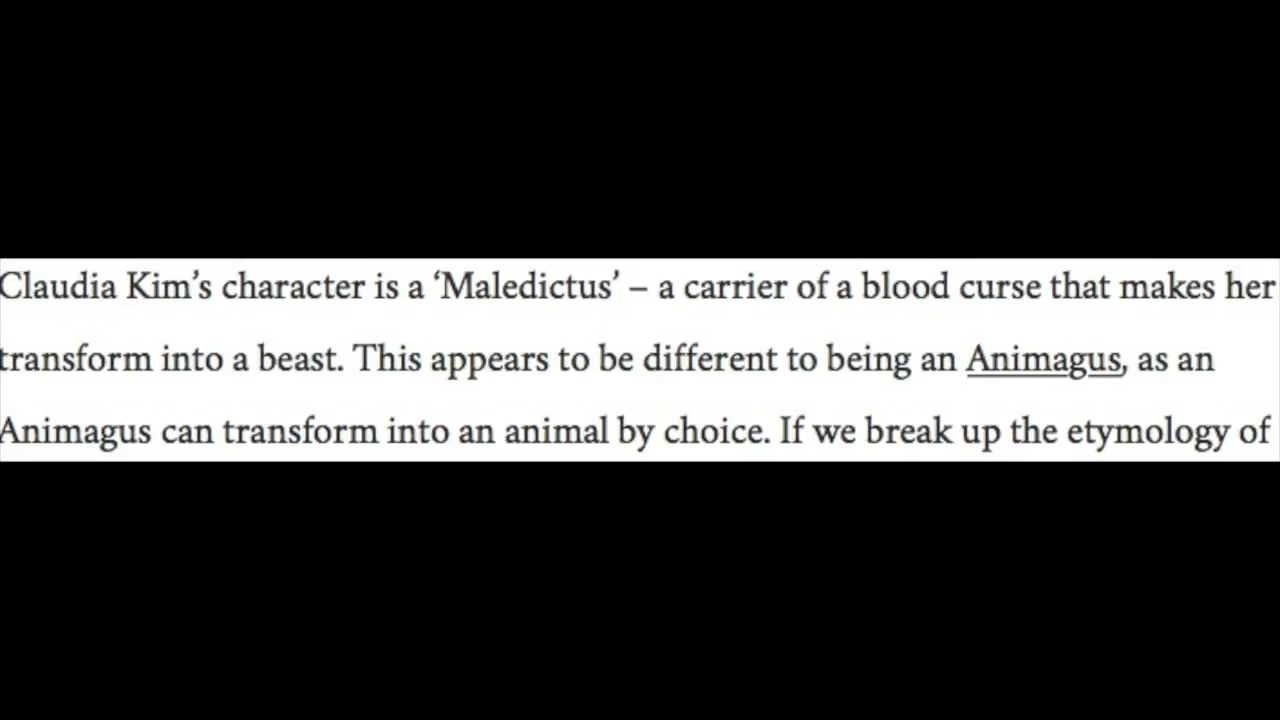 Claudia Kim’s character is a ‘Maledictus’ – a carrier of a blood curse that makes her
transform into a beast. This appears to be different to being an Animagus, as an
Animagus can transform into an animal by choice. If we break up the etymology of